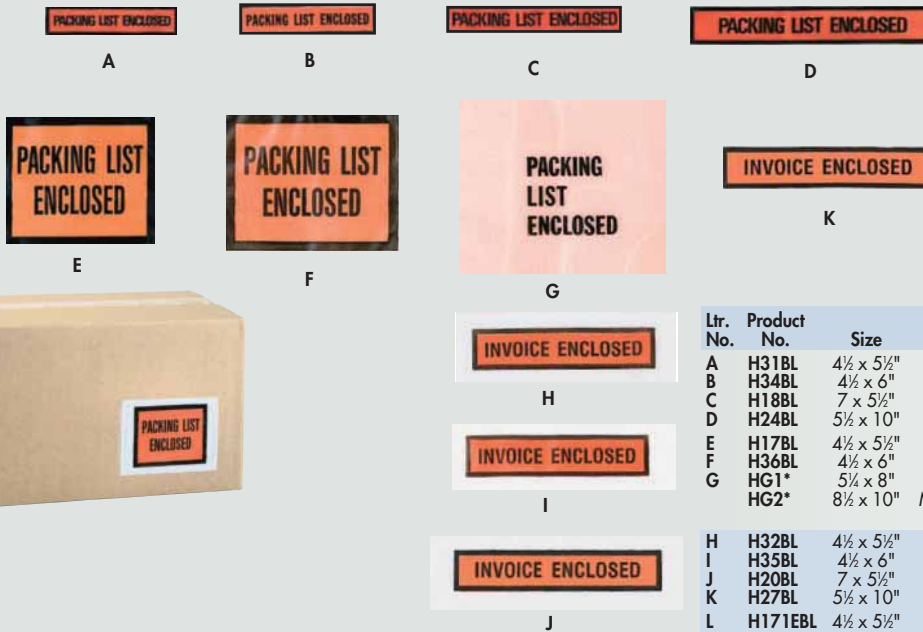 PACKING LIST ENCLOSED
A
PACKING LIST ENCLOSED
B
PACKING LIST ENCLOSED
C
PACKING LIST ENCLOSED
D
PACKING LIST
ENCLOSED
E
PACKING LIST
ENCLOSED
F
PACKING
LIST
ENCLOSED
G
INVOICE ENCLOSED
K
PACKING LIST
ENCLOSED
INVOICE ENCLOSED
H
INVOICE ENCLOSED
I
INVOICE ENCLOSED
J
Ltr. Product
No. No. Size
A H31BL 4½ x 5½"
B H34BL 4½ x 6"
C H18BL 7 x 5½"
D H24BL 5½ x 10"
E H17BL 4½ x 5½"
F H36BL 4½ x 6"
G HG1* 5¼ x 8"
HG2* 8½ x 10"
H H32BL 4½ x 5½"
I H35BL 4½ x 6"
J H20BL 7 x 5½"
K H27BL 5½ x 10"
L H171EBL 4½ x 5½"